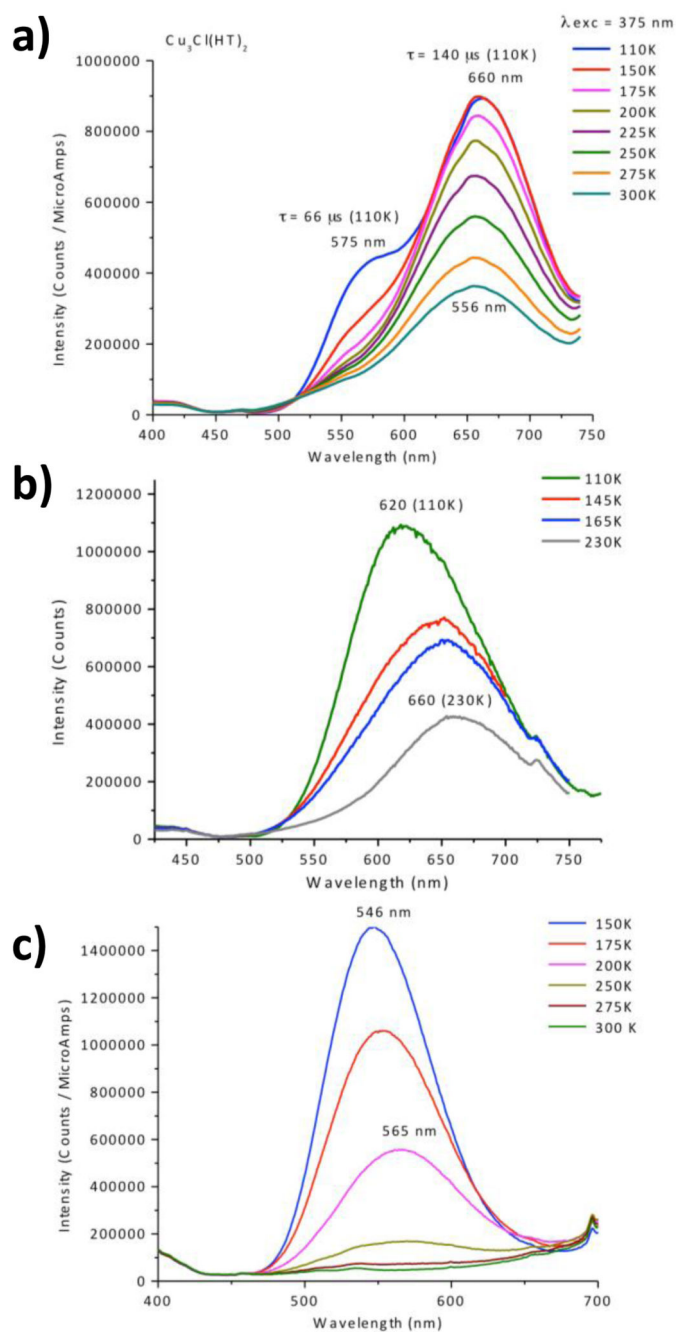 a)
Cu₃Cl(HT)₂
λ exc = 375 nm
τ = 140 µs (110K)
660 nm
110K
150K
175K
200K
225K
250K
275K
300K
τ = 66 µs (110K)
575 nm
556 nm
1000000
800000
600000
400000
200000
0
Intensity (Counts / MicroAmps)
400 450 500 550 600 650 700 750
Wavelength (nm)
b)
110K
145K
165K
230K
620 (110K)
660 (230K)
1200000
1000000
800000
600000
400000
200000
0
Intensity (Counts)
450 500 550 600 650 700 750
Wavelength (nm)
c)
546 nm
150K
175K
200K
250K
275K
300 K
565 nm
1400000
1200000
1000000
800000
600000
400000
200000
0
Intensity (Counts / MicroAmps)
400 500 600 700
Wavelength (nm)